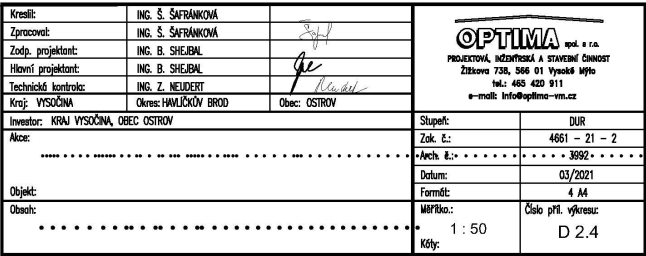 Kreslil: ING. Š. ŠAFRÁNKOVÁ
Zpracoval: ING. Š. ŠAFRÁNKOVÁ
Zodp. projektant: ING. B. SHEJBAL
Hlavní projektant: ING. B. SHEJBAL
Technická kontrola: ING. Z. NEUDERT
Kraj: VYSOČINA Okres: HAVLÍČKŮV BROD Obec: OSTROV
OPTIMA spol. s r.o.
PROJEKTOVÁ, INŽENÝRSKÁ A STAVEBNÍ ČINNOST
Žižkova 738, 566 01 Vysoké Mýto
tel.: 465 420 911
e-mail: info@optima-vm.cz
Investor: KRAJ VYSOČINA, OBEC OSTROV
Akce:
Objekt:
Obsah:
Stupeň: DUR
Zak. č.: 4661 - 21 - 2
Arch. č.: 3992
Datum: 03/2021
Formát: 4 A4
Měřítko.: 1 : 50
Kóty:
Číslo příl. výkresu:
D 2.4